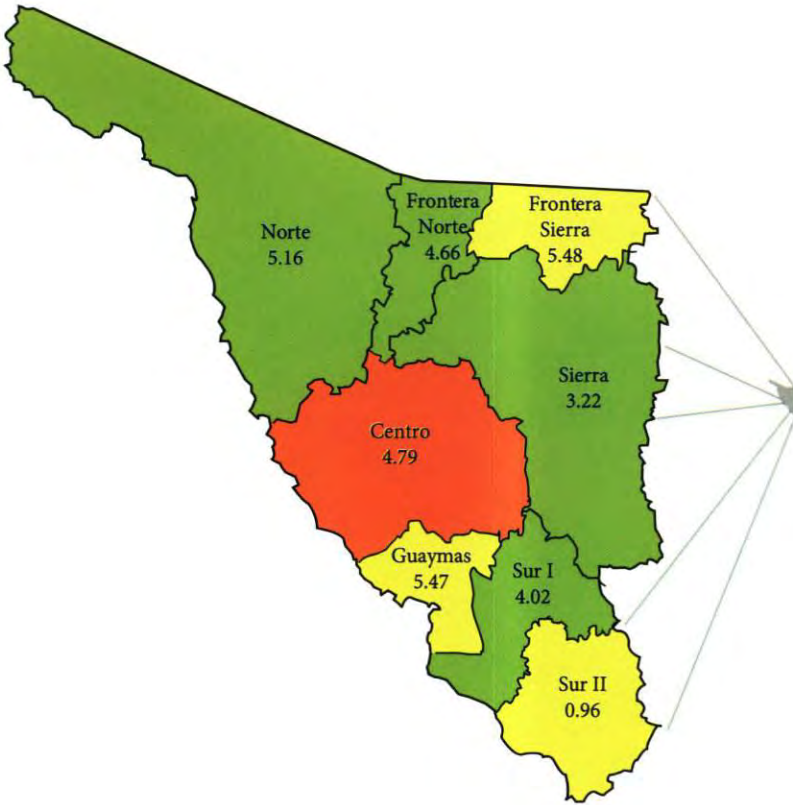 Norte
5.16
Frontera
Norte
4.66
Frontera
Sierra
5.48
Sierra
3.22
Centro
4.79
Guaymas
5.47
Sur I
4.02
Sur II
0.96